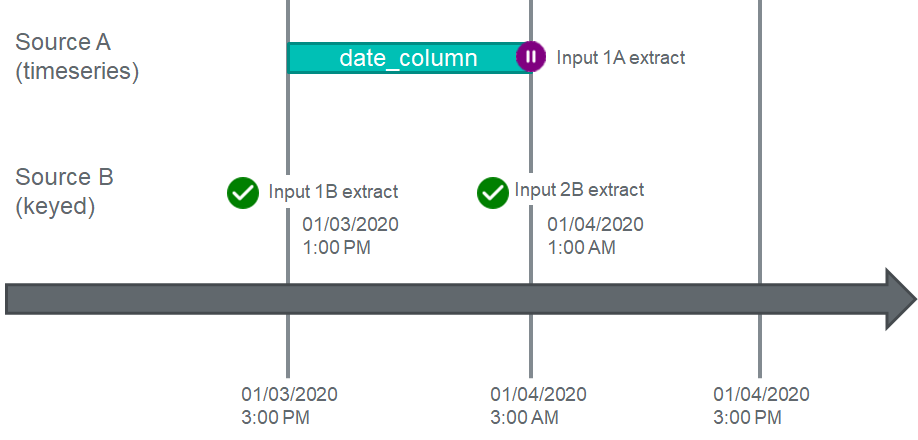 Source A
(timeseries)
date_column
Input 1A extract
Source B
(keyed)
Input 1B extract
01/03/2020
1:00 PM
Input 2B extract
01/04/2020
1:00 AM
01/03/2020
3:00 PM
01/04/2020
3:00 AM
01/04/2020
3:00 PM